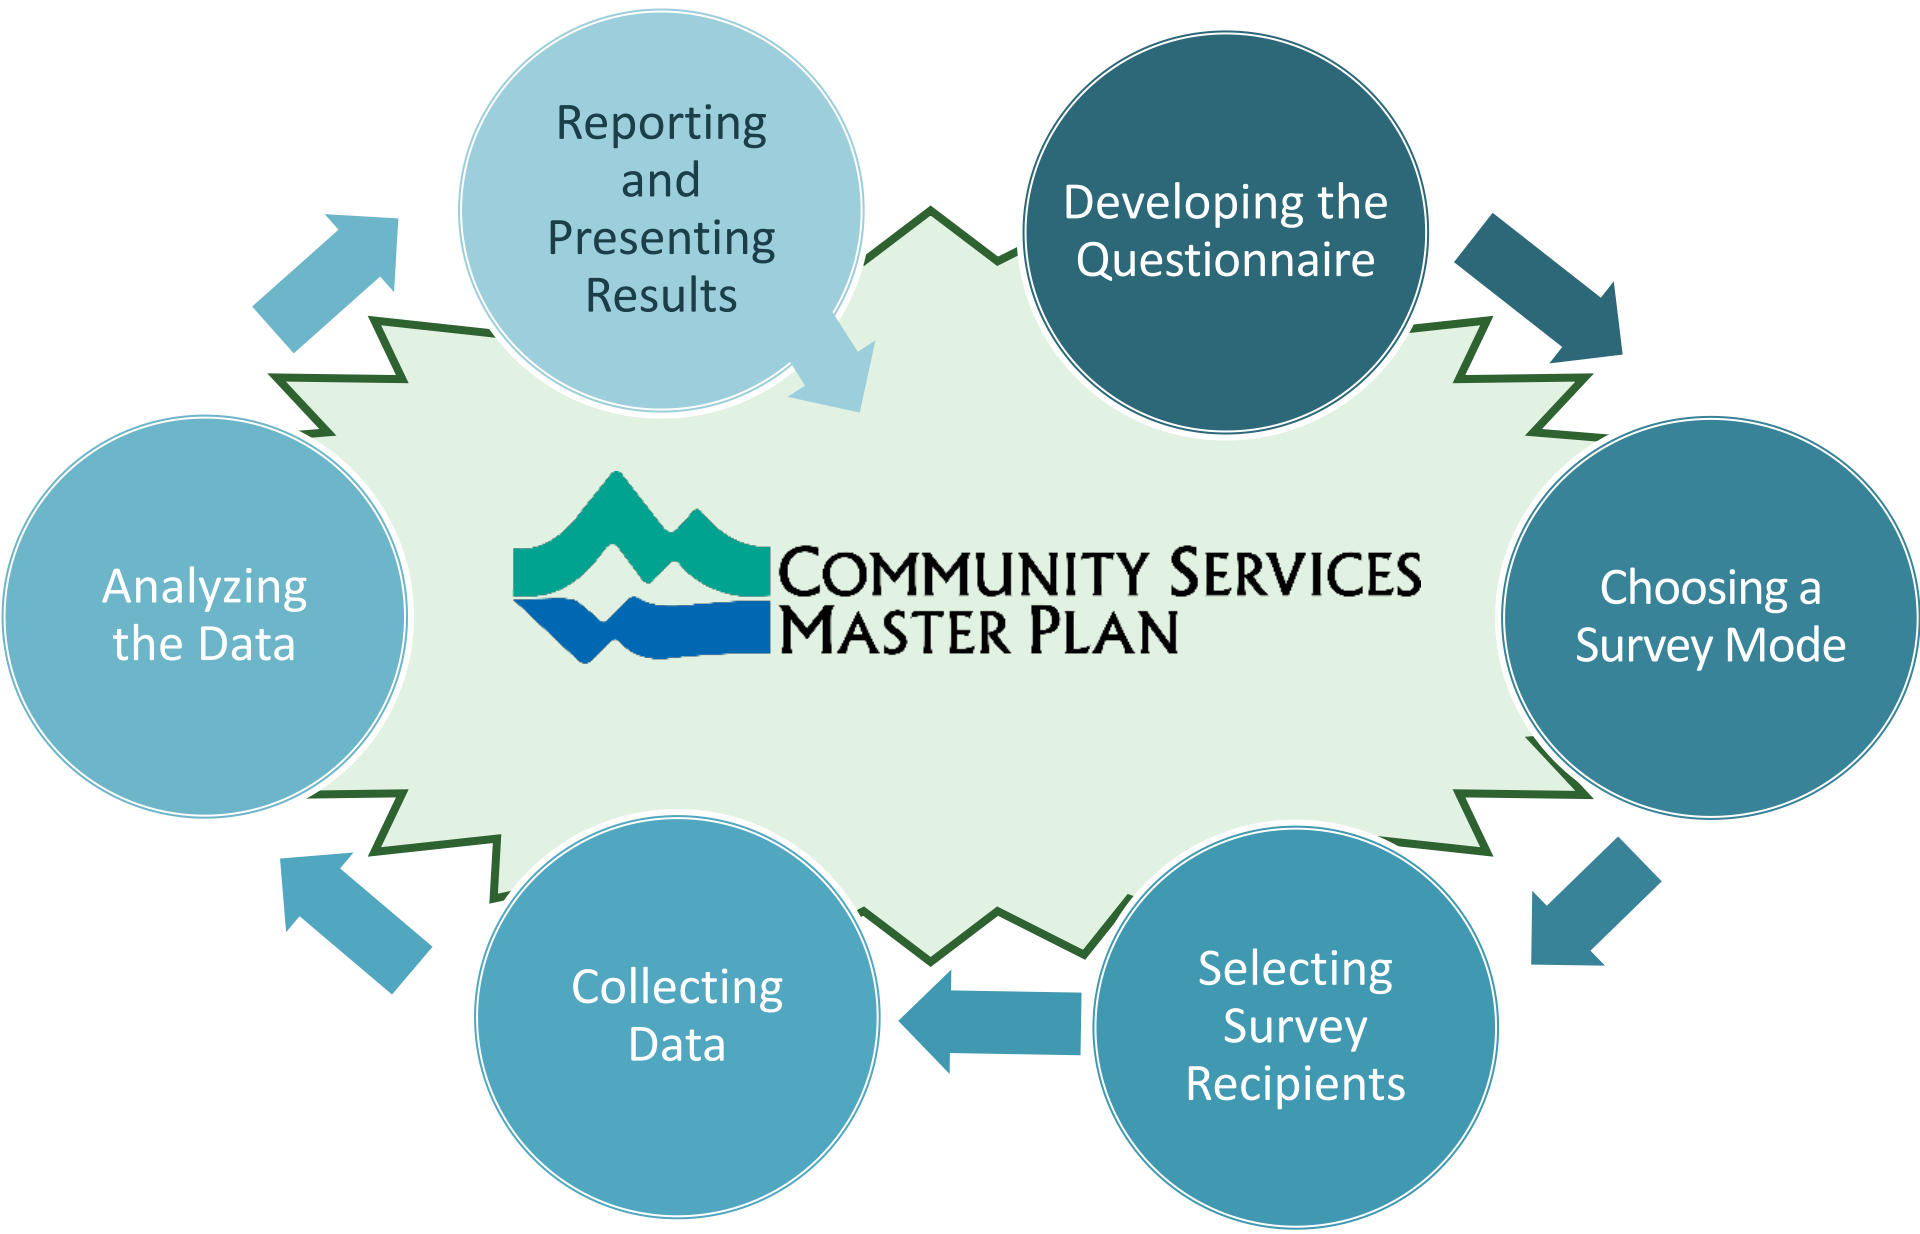 Reporting
and
Presenting
Results
Developing the
Questionnaire
Choosing a
Survey Mode
Selecting
Survey
Recipients
Collecting
Data
Analyzing
the Data
COMMUNITY SERVICES
MASTER PLAN